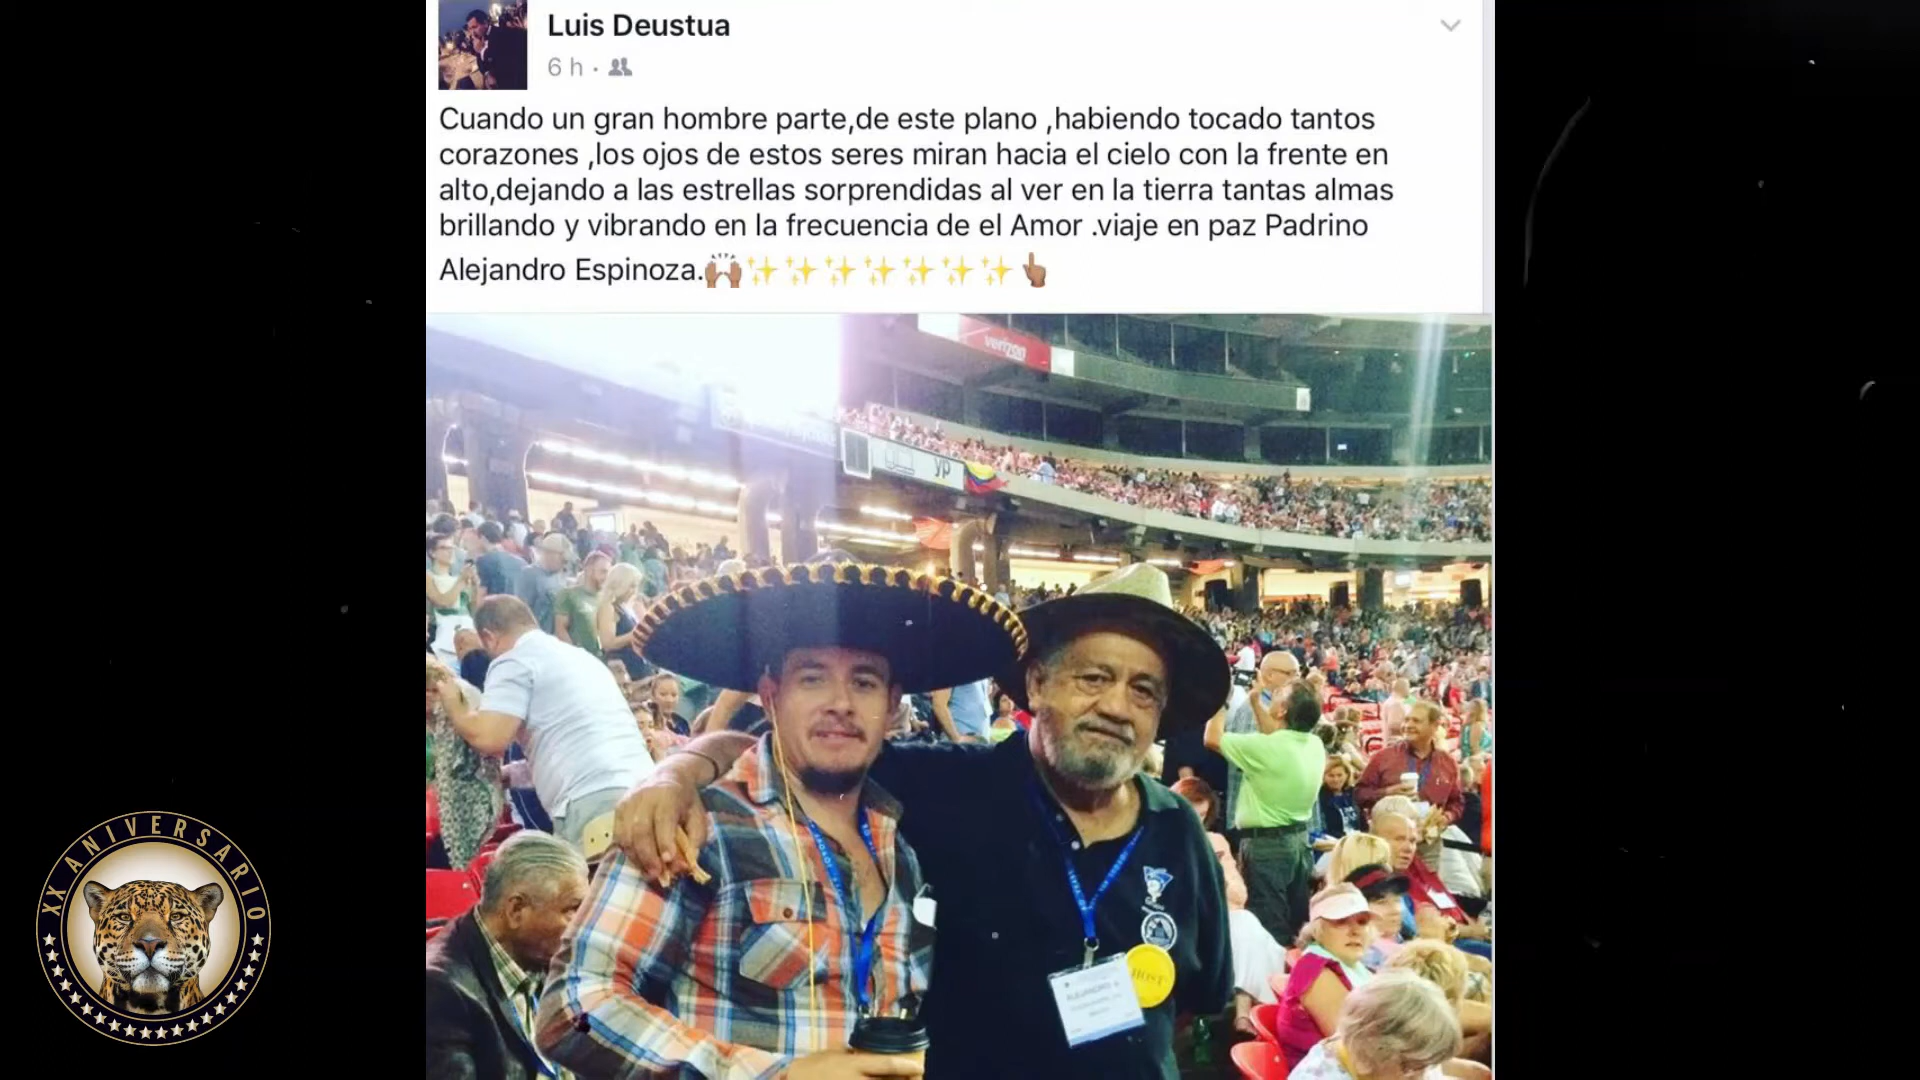 Luis Deustua
6 h ·
Cuando un gran hombre parte,de este plano ,habiendo tocado tantos
corazones ,los ojos de estos seres miran hacia el cielo con la frente en
alto,dejando a las estrellas sorprendidas al ver en la tierra tantas almas
brillando y vibrando en la frecuencia de el Amor .viaje en paz Padrino
Alejandro Espinoza.🙌🏽✨✨✨✨✨✨✨👆🏽
verizon
yp
HOST
ALEJANDRO
XX ANIVERSARIO